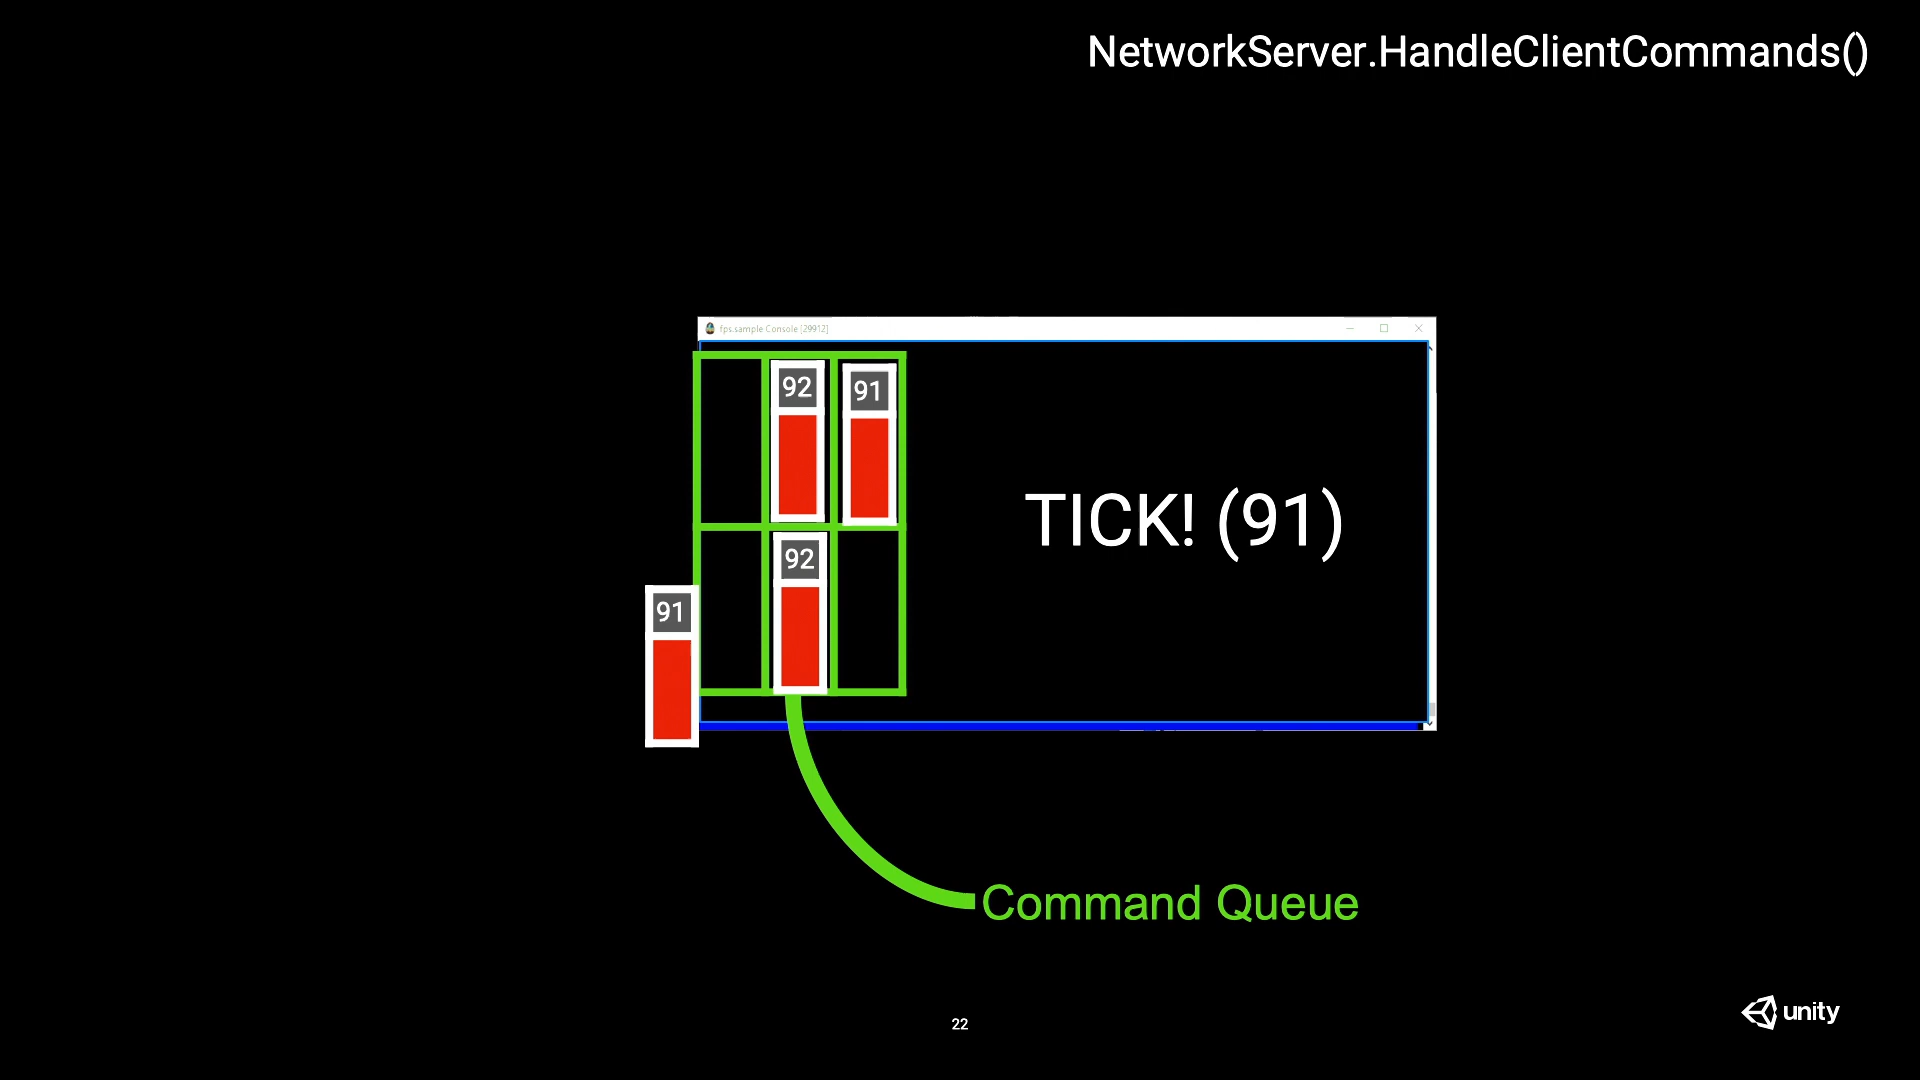 NetworkServer.HandleClientCommands()
fps.sample Console [29912]
92
91
TICK! (91)
92
91
Command Queue
22
unity